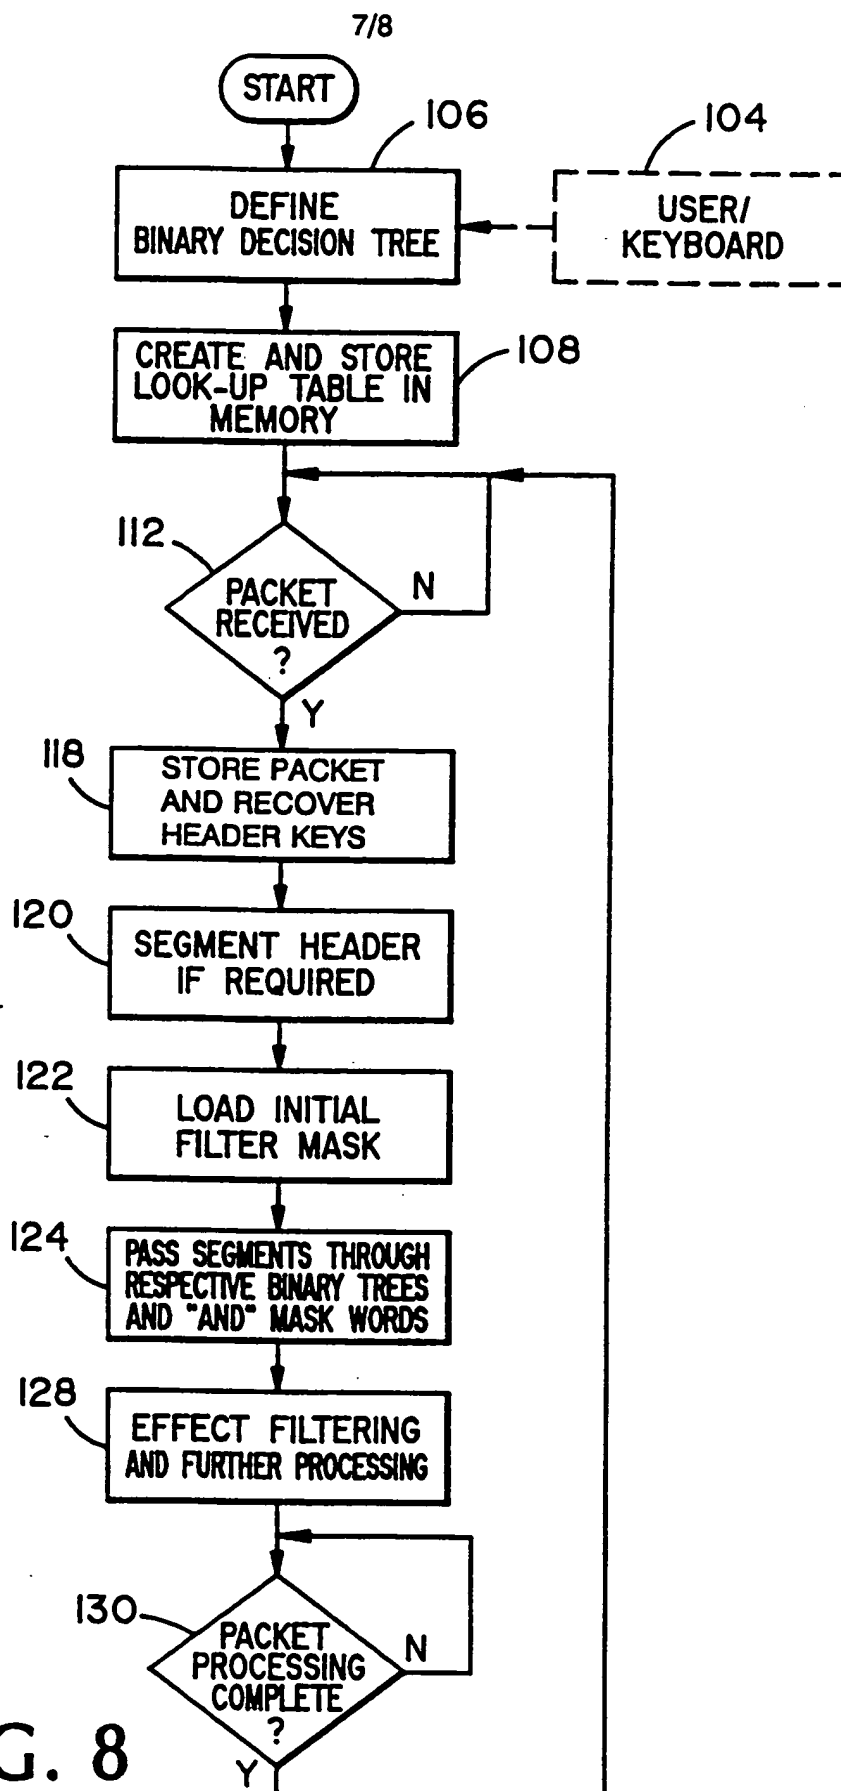 7/8
START
106
104
DEFINE
BINARY DECISION TREE
USER/
KEYBOARD
CREATE AND STORE
LOOK-UP TABLE IN
MEMORY
108
112
PACKET
RECEIVED
?
N
Y
118
STORE PACKET
AND RECOVER
HEADER KEYS
120
SEGMENT HEADER
IF REQUIRED
122
LOAD INITIAL
FILTER MASK
124
PASS SEGMENTS THROUGH
RESPECTIVE BINARY TREES
AND "AND" MASK WORDS
128
EFFECT FILTERING
AND FURTHER PROCESSING
130
PACKET
PROCESSING
COMPLETE
?
N
Y
G. 8